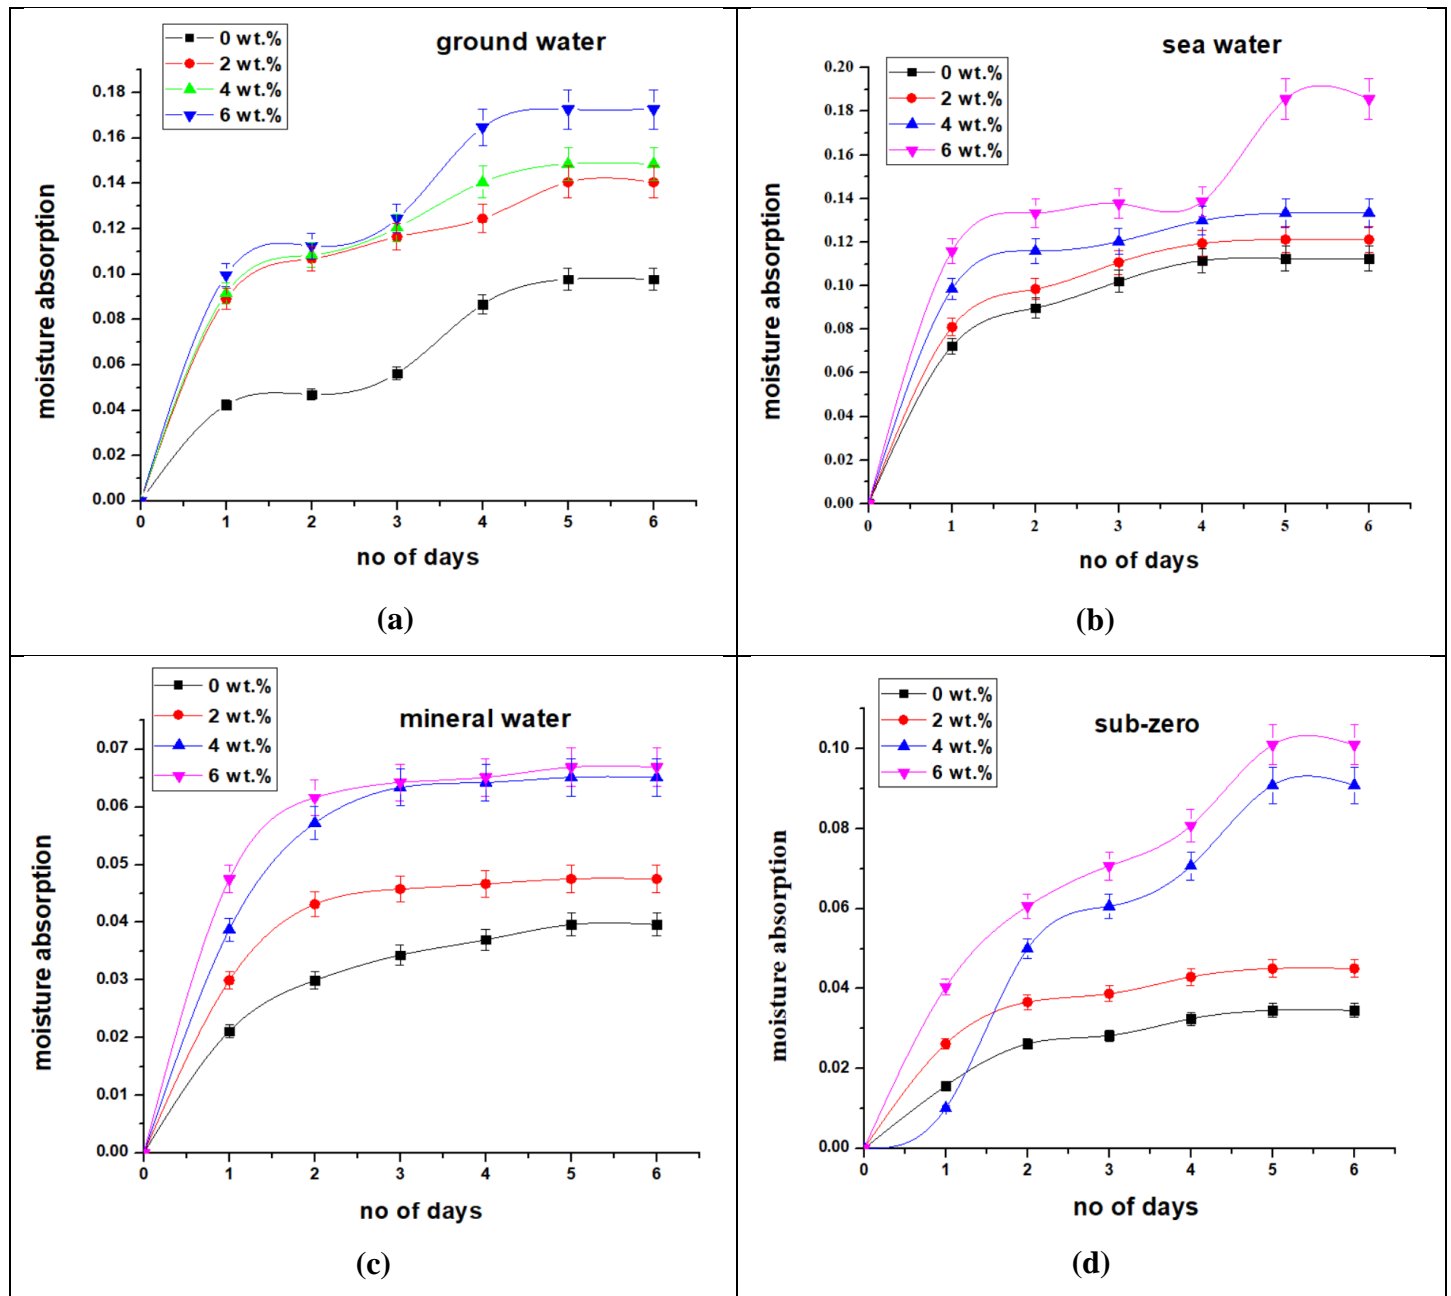 ground water
0 wt.%
2 wt.%
4 wt.%
6 wt.%
moisture absorption
0.18
0.16
0.14
0.12
0.10
0.08
0.06
0.04
0.02
0.00
0 1 2 3 4 5 6
no of days
(a)
sea water
0 wt.%
2 wt.%
4 wt.%
6 wt.%
moisture absorption
0.20
0.18
0.16
0.14
0.12
0.10
0.08
0.06
0.04
0.02
0.00
0 1 2 3 4 5 6
no of days
(b)
mineral water
0 wt.%
2 wt.%
4 wt.%
6 wt.%
moisture absorption
0.07
0.06
0.05
0.04
0.03
0.02
0.01
0.00
0 1 2 3 4 5 6
no of days
(c)
sub-zero
0 wt.%
2 wt.%
4 wt.%
6 wt.%
moisture absorption
0.10
0.08
0.06
0.04
0.02
0.00
0 1 2 3 4 5 6
no of days
(d)